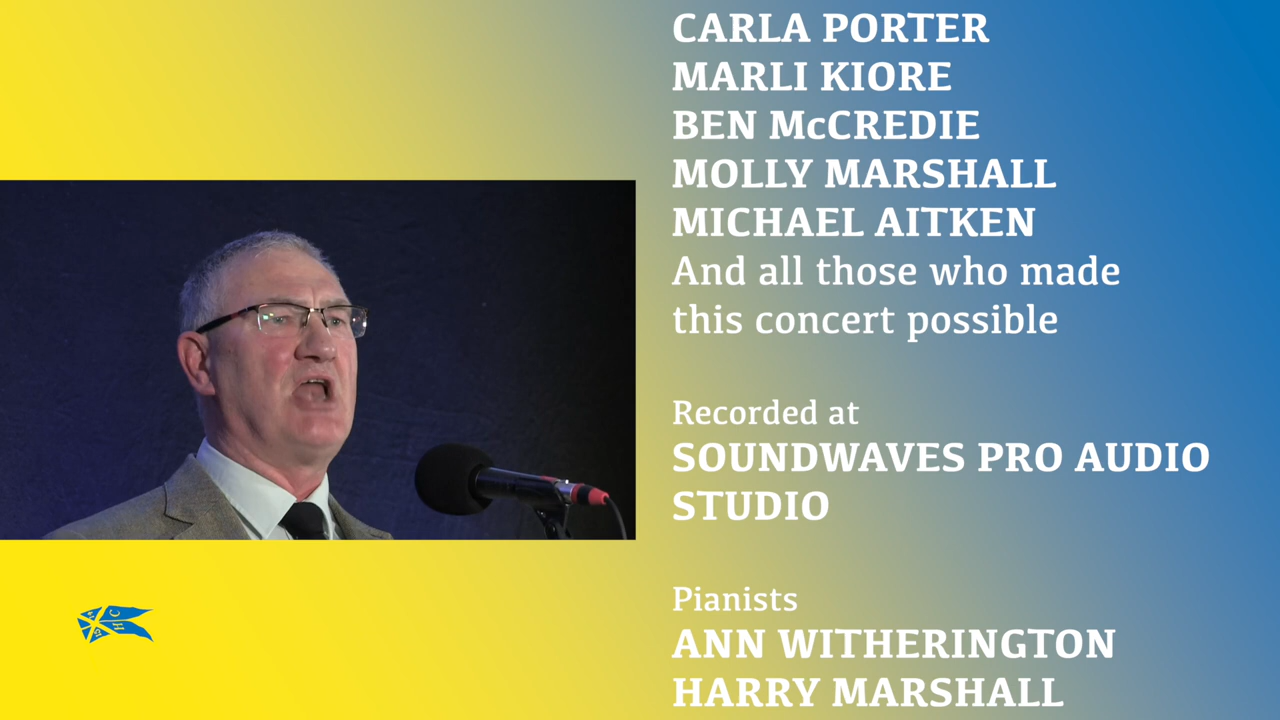 CARLA PORTER
MARLI KIORE
BEN McCREDIE
MOLLY MARSHALL
MICHAEL AITKEN
And all those who made
this concert possible
Recorded at
SOUNDWAVES PRO AUDIO
STUDIO
Pianists
ANN WITHERINGTON
HARRY MARSHALL